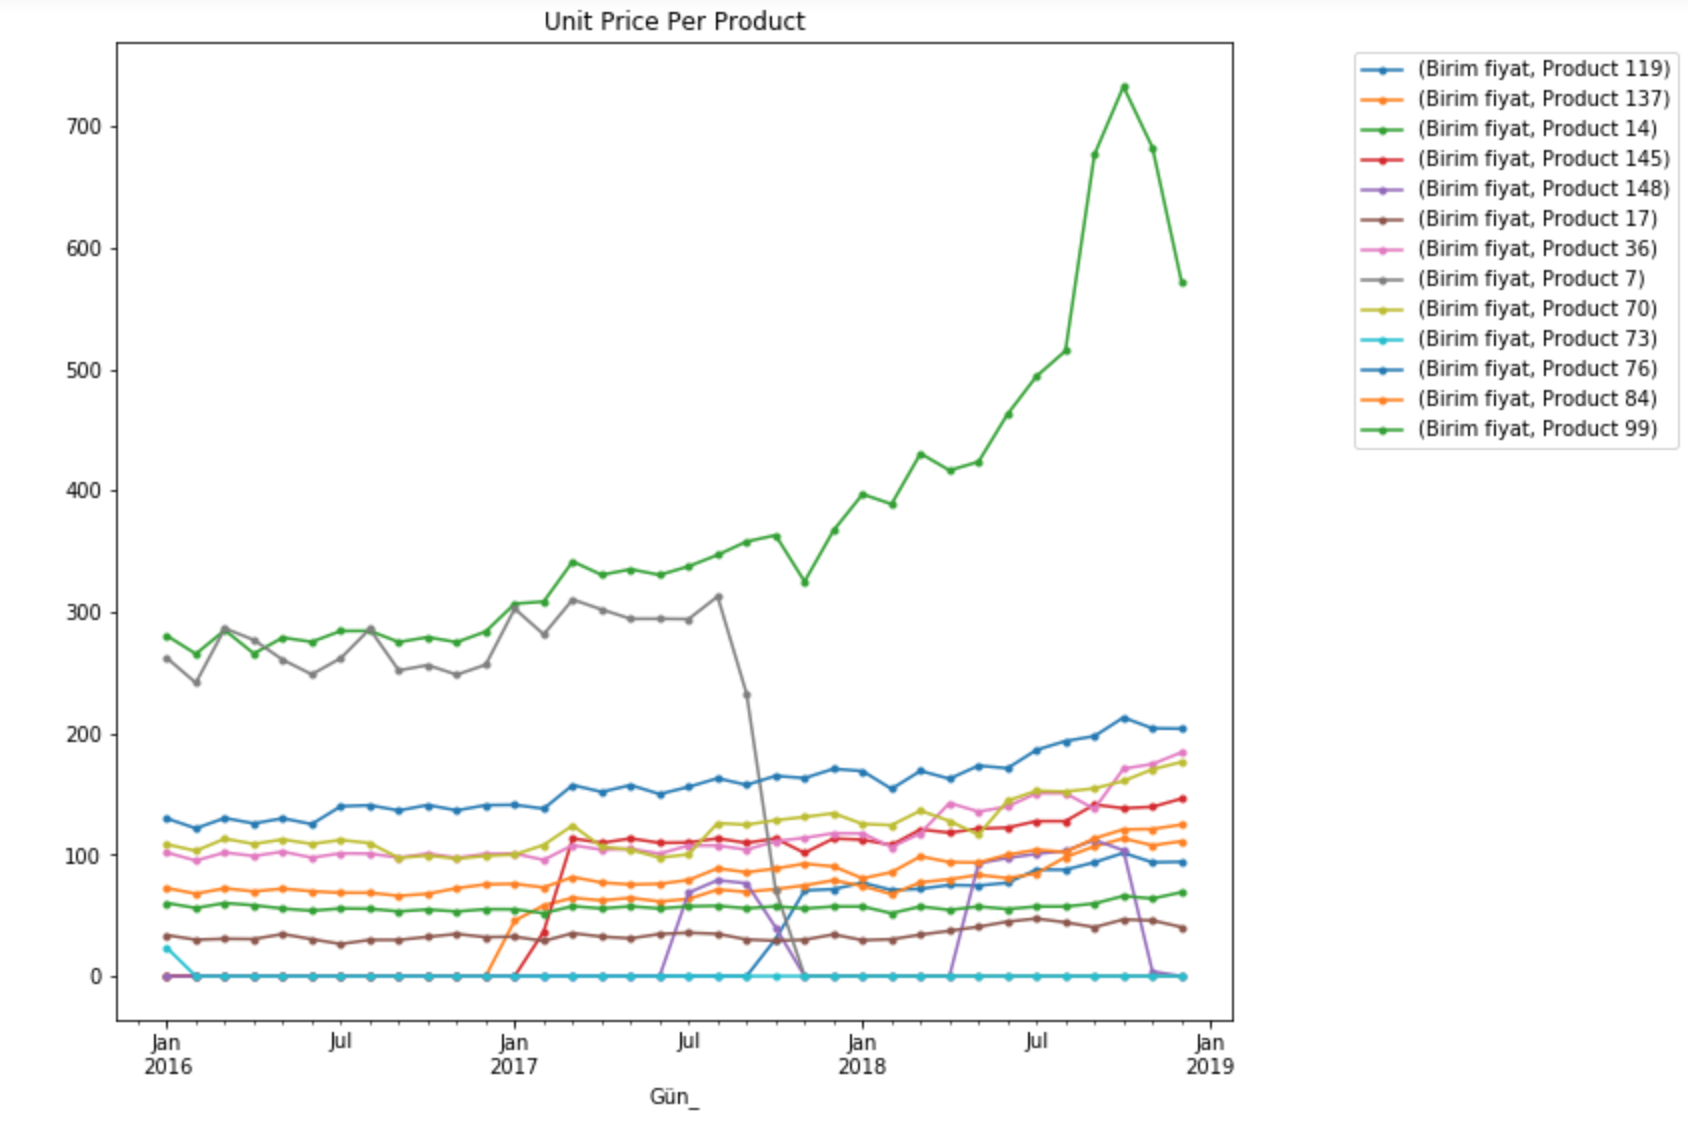 Unit Price Per Product
700
600
500
400
300
200
100
0
Jan
2016
Jul
Jan
2017
Jul
Jan
2018
Jul
Jan
2019
Gün_
(Birim fiyat, Product 119)
(Birim fiyat, Product 137)
(Birim fiyat, Product 14)
(Birim fiyat, Product 145)
(Birim fiyat, Product 148)
(Birim fiyat, Product 17)
(Birim fiyat, Product 36)
(Birim fiyat, Product 7)
(Birim fiyat, Product 70)
(Birim fiyat, Product 73)
(Birim fiyat, Product 76)
(Birim fiyat, Product 84)
(Birim fiyat, Product 99)